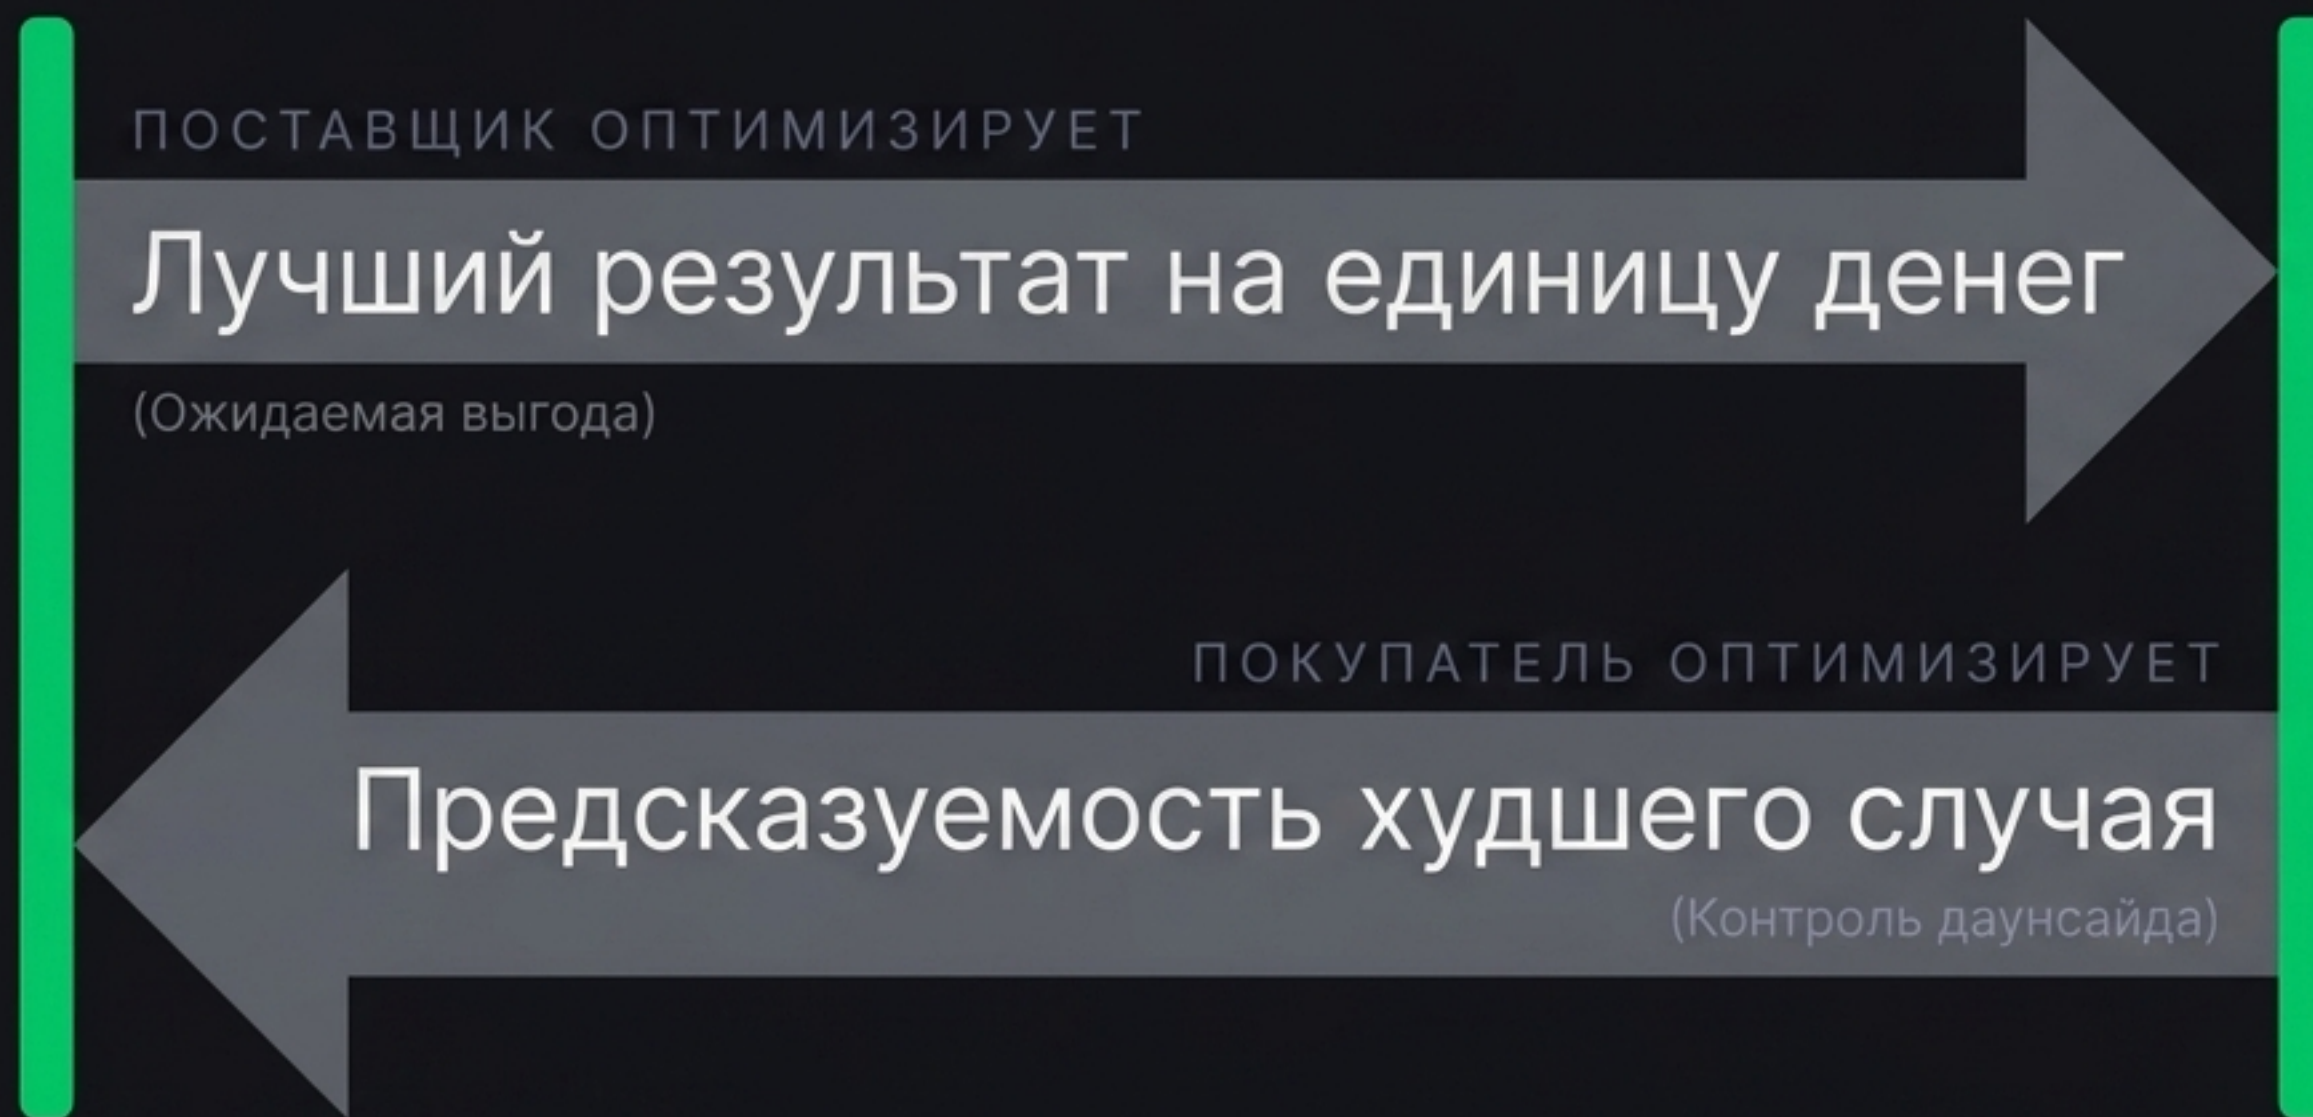 ПОСТАВЩИК ОПТИМИЗИРУЕТ
Лучший результат на единицу денег
(Ожидаемая выгода)
ПОКУПАТЕЛЬ ОПТИМИЗИРУЕТ
Предсказуемость худшего случая
(Контроль даунсайда)